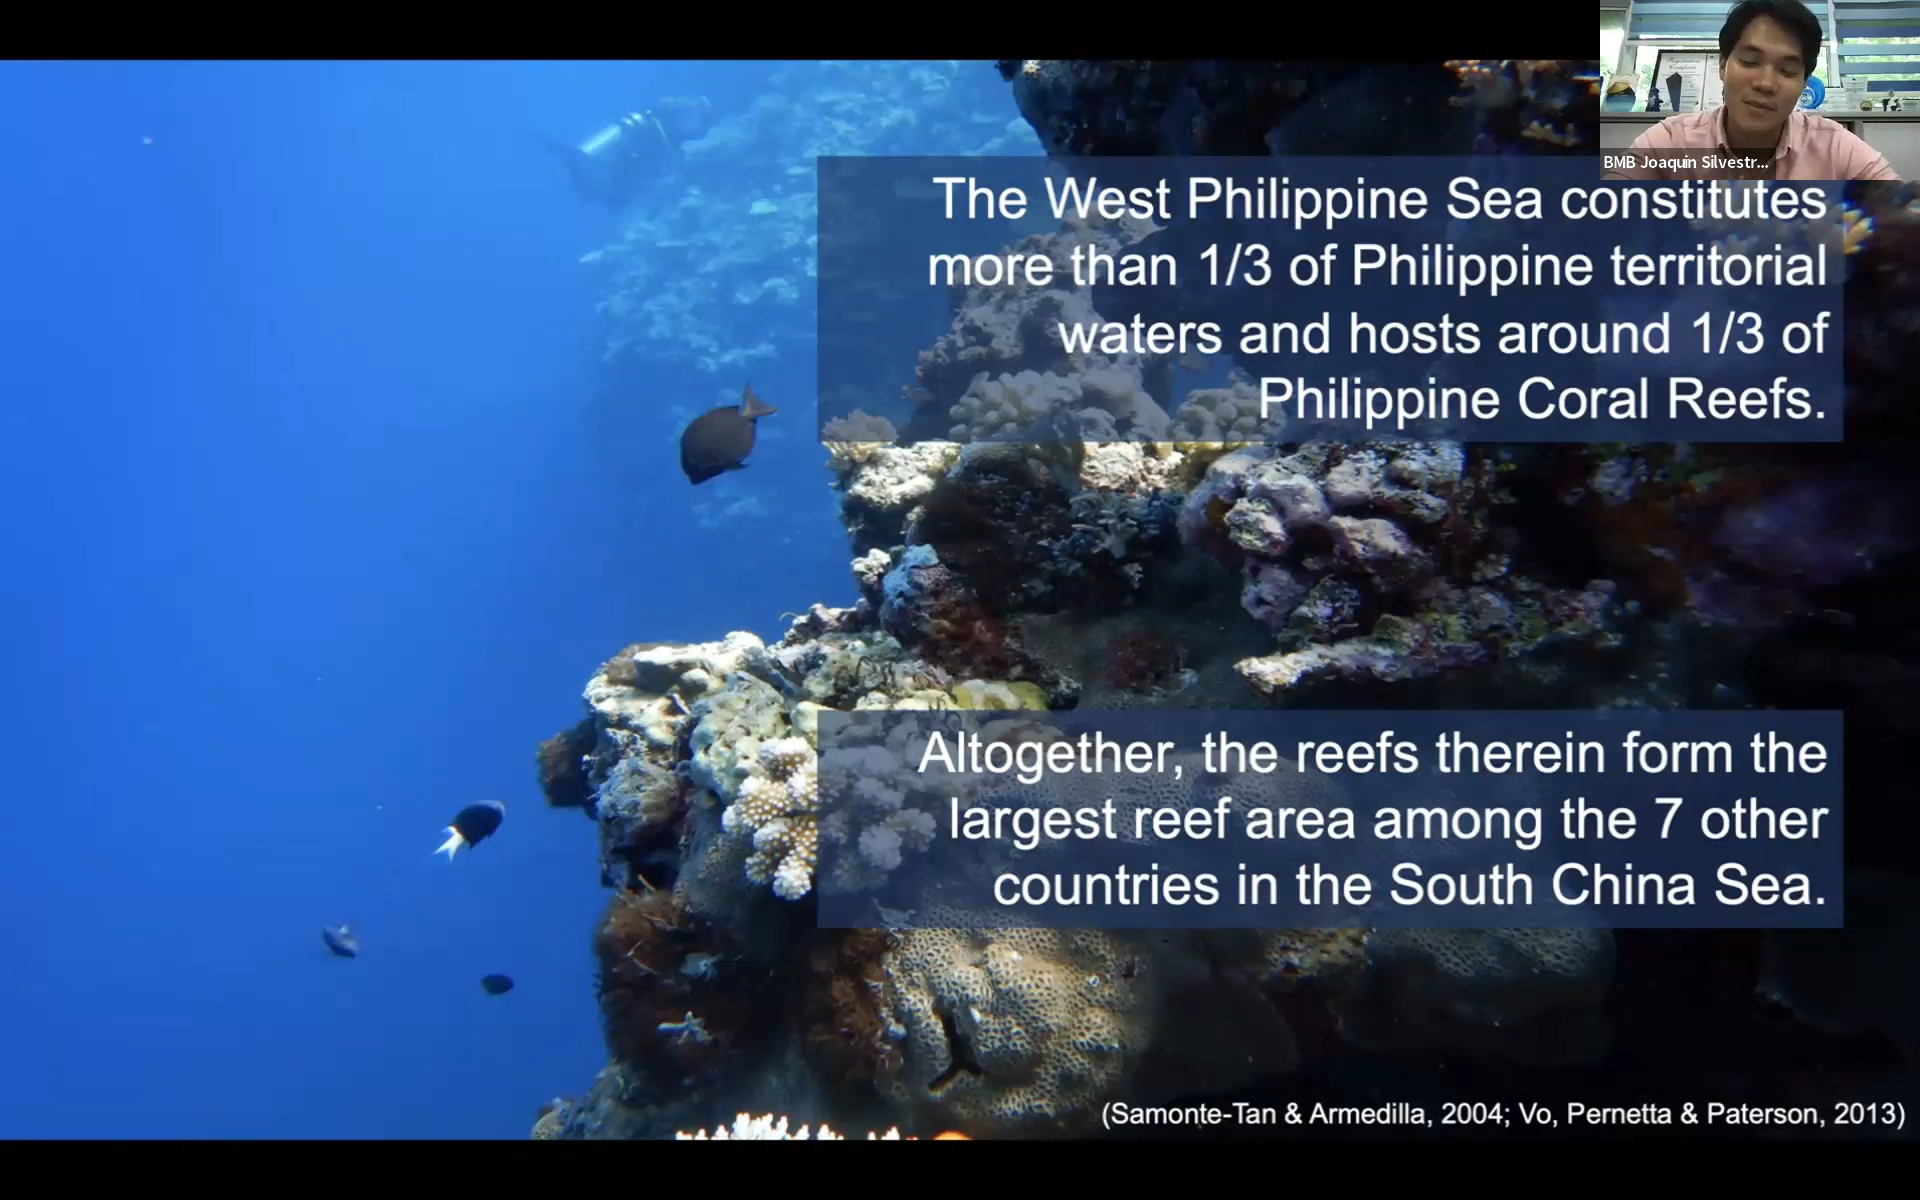 BMB Joaquin Silvestr...
The West Philippine Sea constitutes
more than 1/3 of Philippine territorial
waters and hosts around 1/3 of
Philippine Coral Reefs.
Altogether, the reefs therein form the
largest reef area among the 7 other
countries in the South China Sea.
(Samonte-Tan & Armedilla, 2004; Vo, Pernetta & Paterson, 2013)